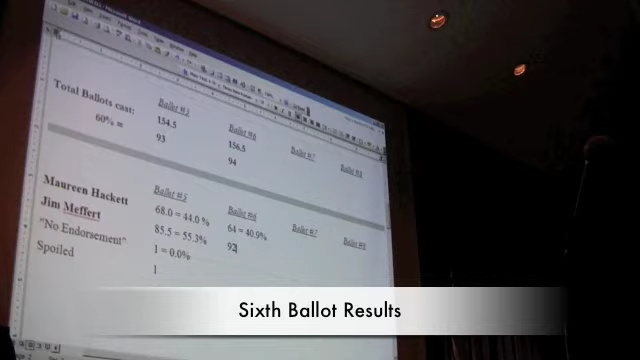 Total Ballots cast: Ballot #5 Ballot #6 Ballot #7 Ballot #8
154.5 156.5
60% = 93 94
Ballot #5 Ballot #6 Ballot #7 Ballot #8
Maureen Hackett 68.0 = 44.0 % 64 = 40.9%
Jim Meffert 85.5 = 55.3% 92
"No Endorsement" 1 = 0.0%
Spoiled 1
Sixth Ballot Results